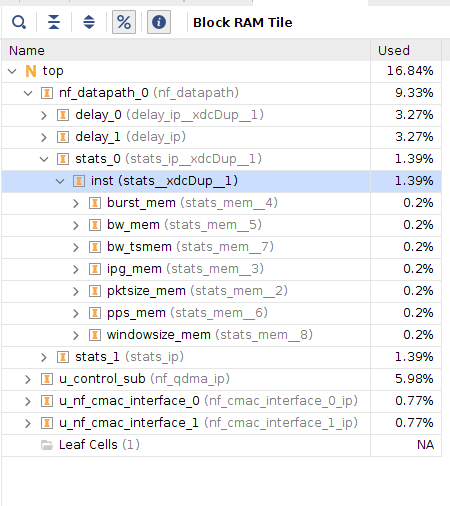 Block RAM Tile
Name Used
top 16.84%
nf_datapath_0 (nf_datapath) 9.33%
delay_0 (delay_ip__xdcDup__1) 3.27%
delay_1 (delay_ip) 3.27%
stats_0 (stats_ip__xdcDup__1) 1.39%
inst (stats__xdcDup__1) 1.39%
burst_mem (stats_mem__4) 0.2%
bw_mem (stats_mem__5) 0.2%
bw_tsmem (stats_mem__7) 0.2%
ipg_mem (stats_mem__3) 0.2%
pktsize_mem (stats_mem__2) 0.2%
pps_mem (stats_mem__6) 0.2%
windowsize_mem (stats_mem__8) 0.2%
stats_1 (stats_ip) 1.39%
u_control_sub (nf_qdma_ip) 5.98%
u_nf_cmac_interface_0 (nf_cmac_interface_0_ip) 0.77%
u_nf_cmac_interface_1 (nf_cmac_interface_1_ip) 0.77%
Leaf Cells (1) NA